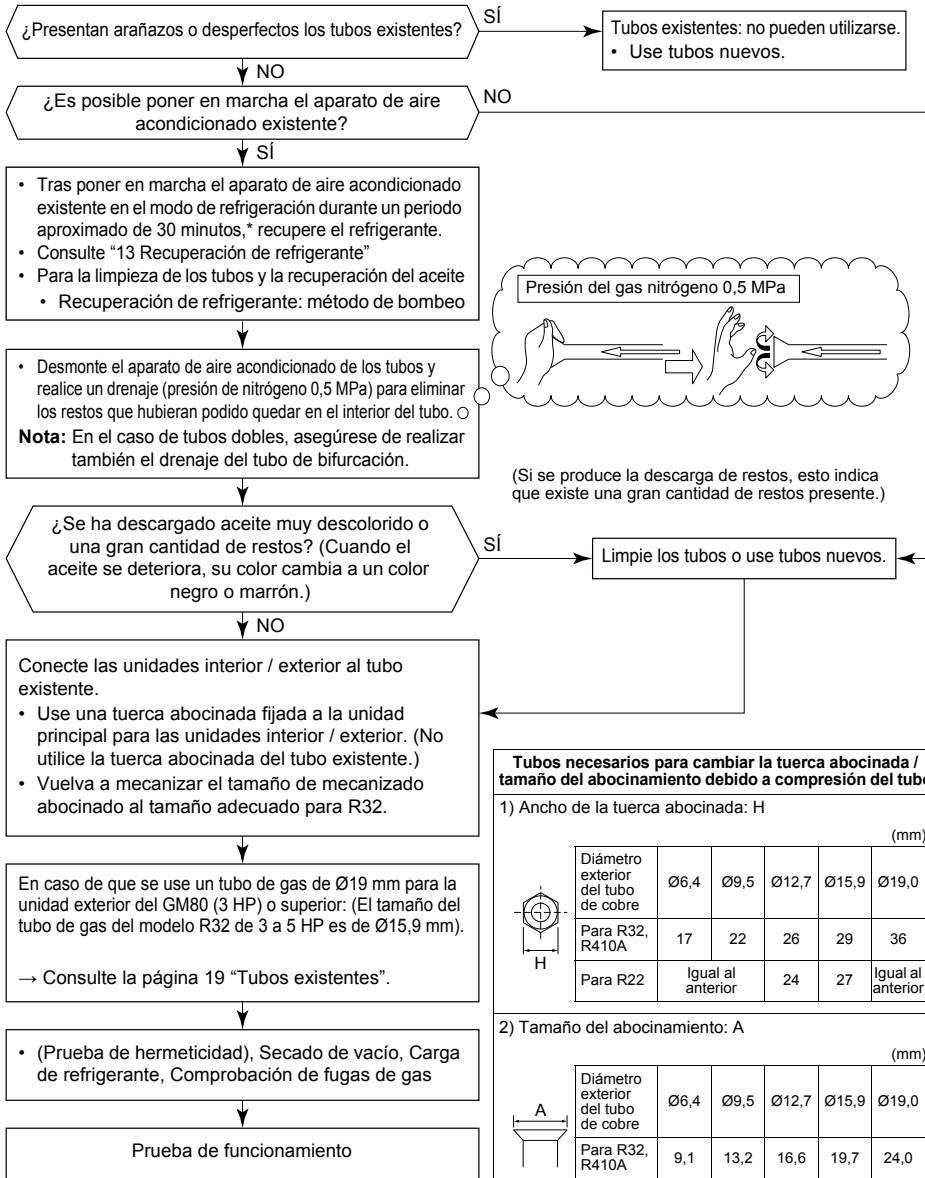 ¿Presentan arañazos o desperfectos los tubos existentes?
SÍ
Tubos existentes: no pueden utilizarse.
• Use tubos nuevos.
NO
¿Es posible poner en marcha el aparato de aire
acondicionado existente?
NO
SÍ
• Tras poner en marcha el aparato de aire acondicionado
existente en el modo de refrigeración durante un periodo
aproximado de 30 minutos,* recupere el refrigerante.
• Consulte “13 Recuperación de refrigerante”
• Para la limpieza de los tubos y la recuperación del aceite
• Recuperación de refrigerante: método de bombeo
Presión del gas nitrógeno 0,5 MPa
• Desmonte el aparato de aire acondicionado de los tubos y
realice un drenaje (presión de nitrógeno 0,5 MPa) para eliminar
los restos que hubieran podido quedar en el interior del tubo.
Nota: En el caso de tubos dobles, asegúrese de realizar
también el drenaje del tubo de bifurcación.
(Si se produce la descarga de restos, esto indica
que existe una gran cantidad de restos presente.)
¿Se ha descargado aceite muy descolorido o
una gran cantidad de restos? (Cuando el
aceite se deteriora, su color cambia a un color
negro o marrón.)
SÍ
Limpie los tubos o use tubos nuevos.
NO
Conecte las unidades interior / exterior al tubo
existente.
• Use una tuerca abocinada fijada a la unidad
principal para las unidades interior / exterior. (No
utilice la tuerca abocinada del tubo existente.)
• Vuelva a mecanizar el tamaño de mecanizado
abocinado al tamaño adecuado para R32.
En caso de que se use un tubo de gas de Ø19 mm para la
unidad exterior del GM80 (3 HP) o superior: (El tamaño del
tubo de gas del modelo R32 de 3 a 5 HP es de Ø15,9 mm).
→ Consulte la página 19 “Tubos existentes”.
• (Prueba de hermeticidad), Secado de vacío, Carga
de refrigerante, Comprobación de fugas de gas
Prueba de funcionamiento
Tubos necesarios para cambiar la tuerca abocinada /
tamaño del abocinamiento debido a compresión del tubo
1) Ancho de la tuerca abocinada: H
(mm)
H
Diámetro
exterior
del tubo
de cobre
Ø6,4 Ø9,5 Ø12,7 Ø15,9 Ø19,0
Para R32,
R410A
17 22 26 29 36
Para R22
Igual al
anterior
24 27
Igual al
anterior
2) Tamaño del abocinamiento: A
(mm)
A
Diámetro
exterior
del tubo
de cobre
Ø6,4 Ø9,5 Ø12,7 Ø15,9 Ø19,0
Para R32,
R410A
9,1 13,2 16,6 19,7 24,0